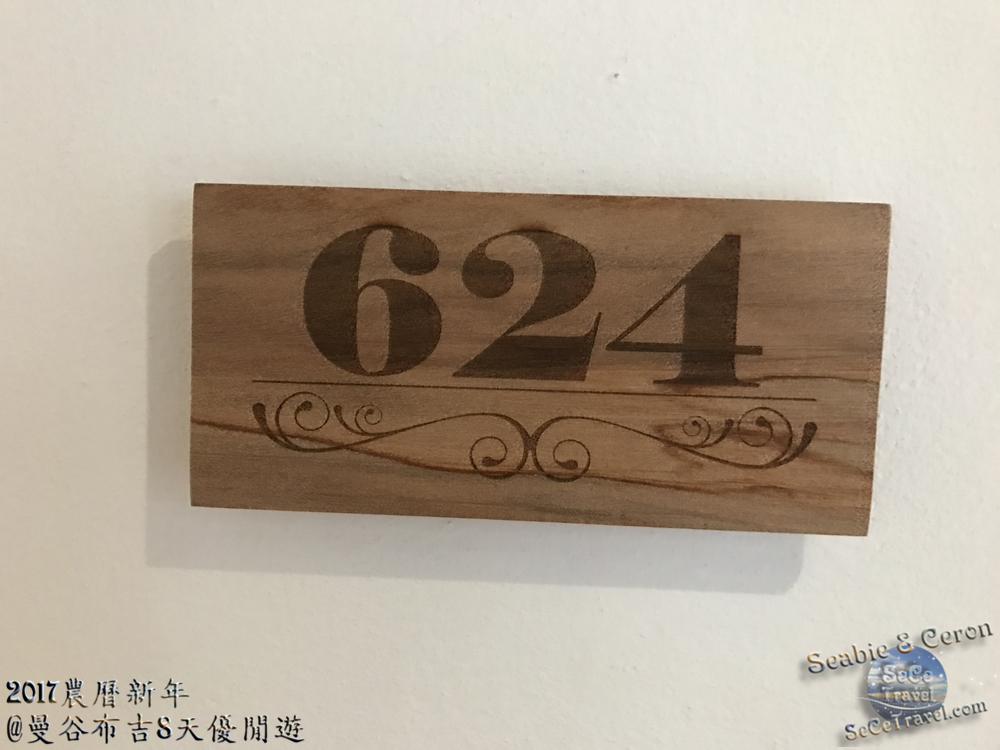 624
2017農曆新年
@曼谷布吉8天優閒遊
Seabie & Ceron
SeCe
Travel
SeCeTravel.com